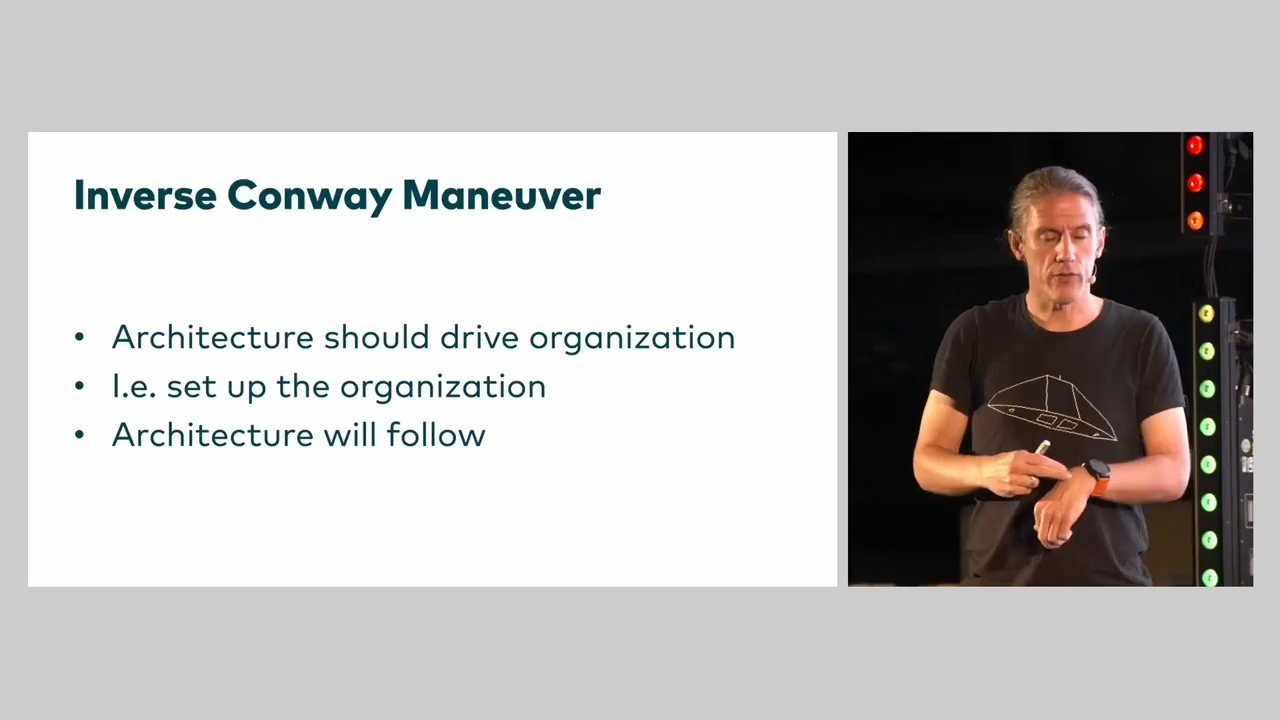 Inverse Conway Maneuver
• Architecture should drive organization
• I.e. set up the organization
• Architecture will follow